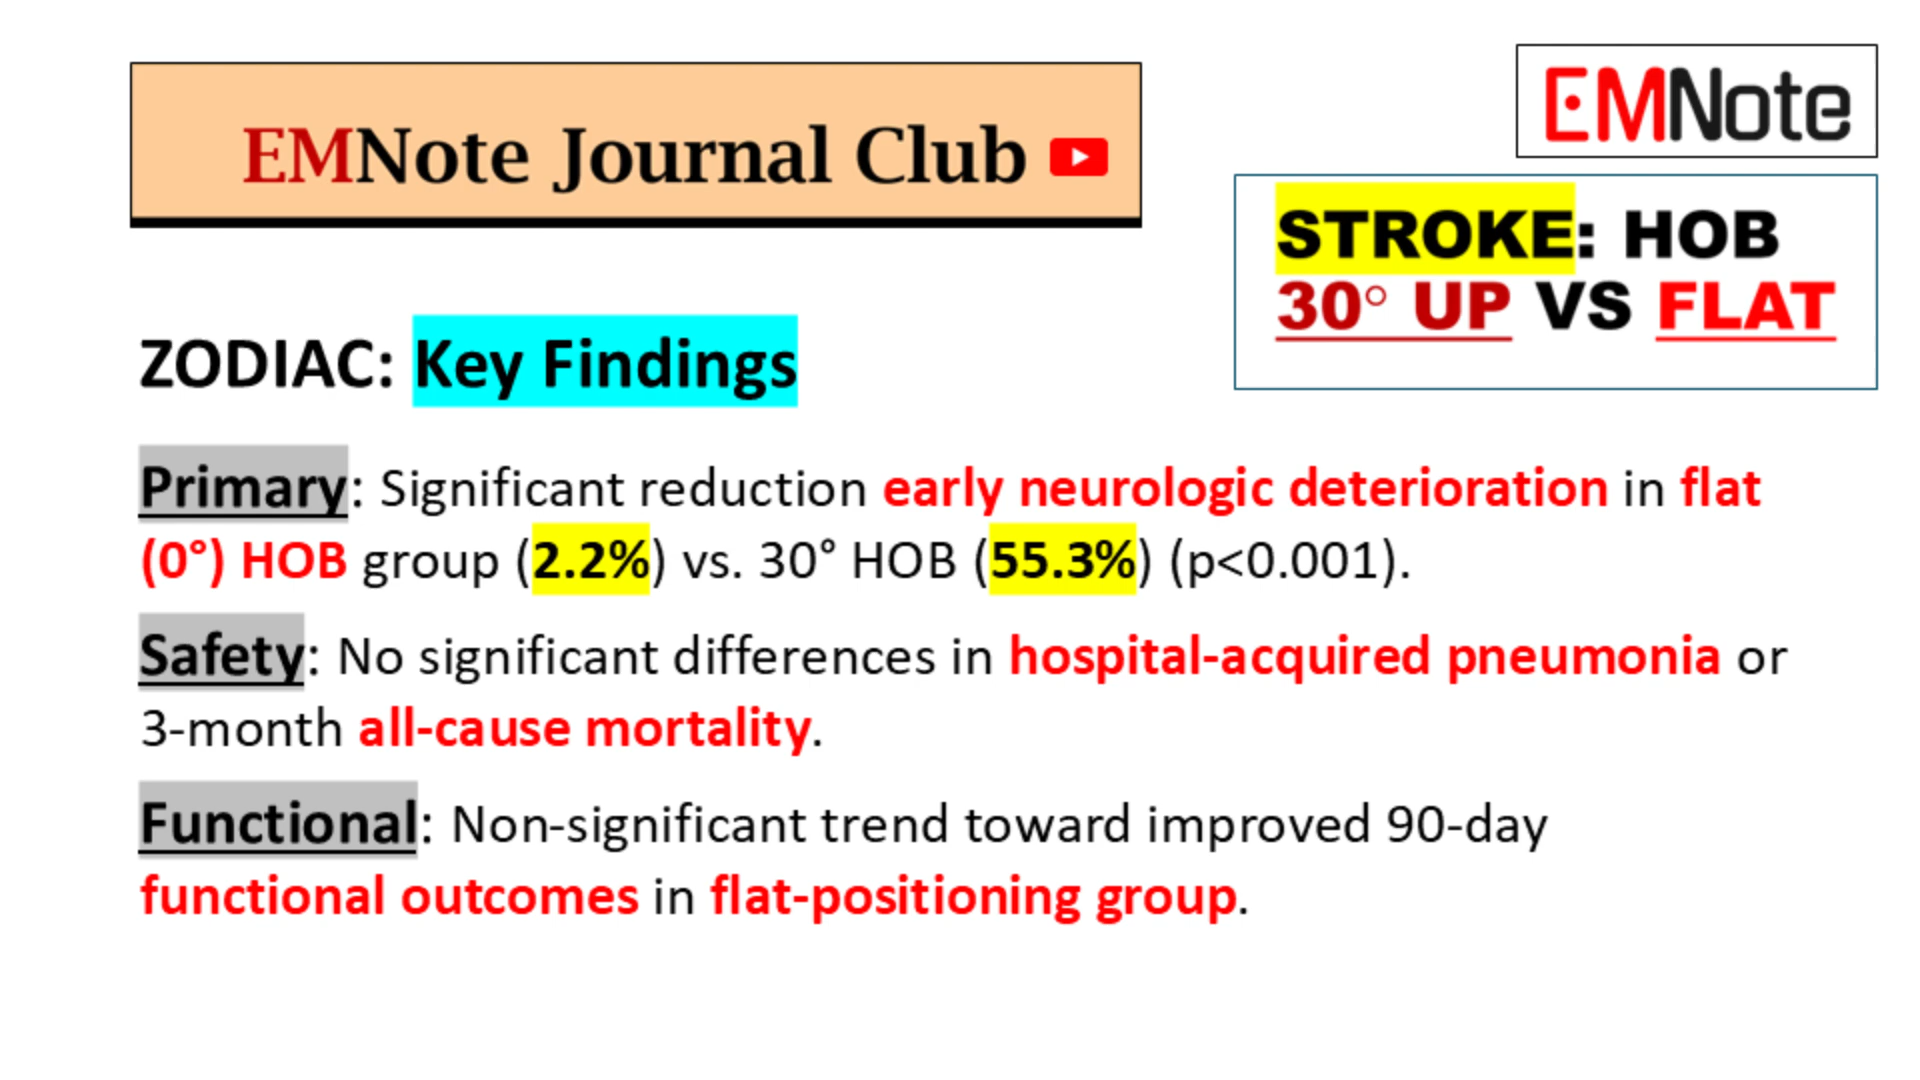 EMNote Journal Club
EMNote
STROKE: HOB
30° UP VS FLAT
ZODIAC: Key Findings
Primary: Significant reduction early neurologic deterioration in flat
(0°) HOB group (2.2%) vs. 30° HOB (55.3%) (p<0.001).
Safety: No significant differences in hospital-acquired pneumonia or
3-month all-cause mortality.
Functional: Non-significant trend toward improved 90-day
functional outcomes in flat-positioning group.